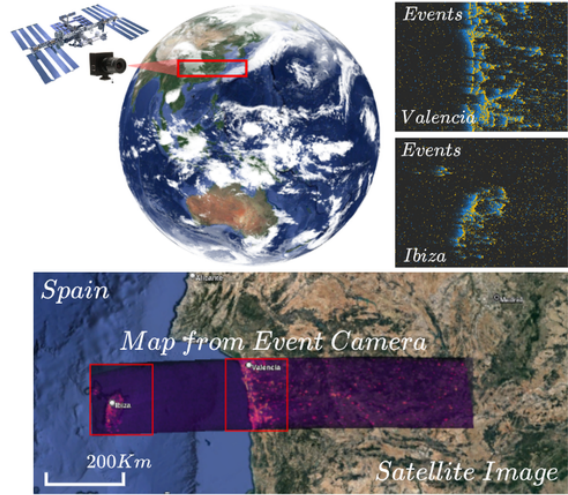 Events
Valencia
Events
Ibiza
Spain
Map from Event Camera
Valencia
Ibiza
200Km
Satellite Image